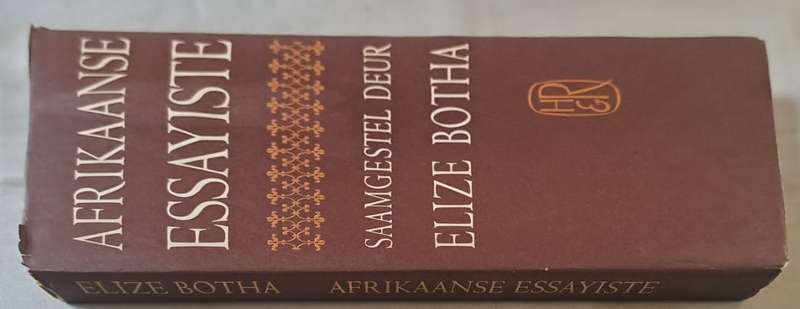 AFRIKAANSE
ESSAYISTE
SAAMGESTEL DEUR
ELIZE BOTHA
H&R
ELIZE BOTHA AFRIKAANSE ESSAYISTE